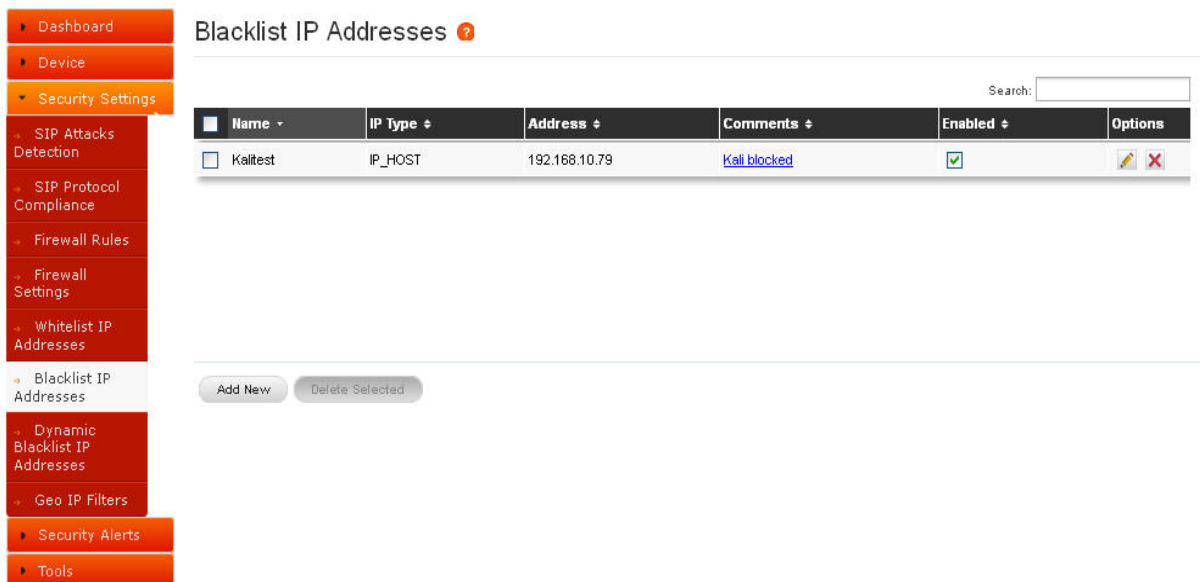 Dashboard
Device
Security Settings
SIP Attacks
Detection
SIP Protocol
Compliance
Firewall Rules
Firewall
Settings
Whitelist IP
Addresses
Blacklist IP
Addresses
Dynamic
Blacklist IP
Addresses
Geo IP Filters
Security Alerts
Tools
Blacklist IP Addresses ?
Search:
Name IP Type Address Comments Enabled Options
Kalitest IP_HOST 192.168.10.79 Kali blocked
Add New Delete Selected